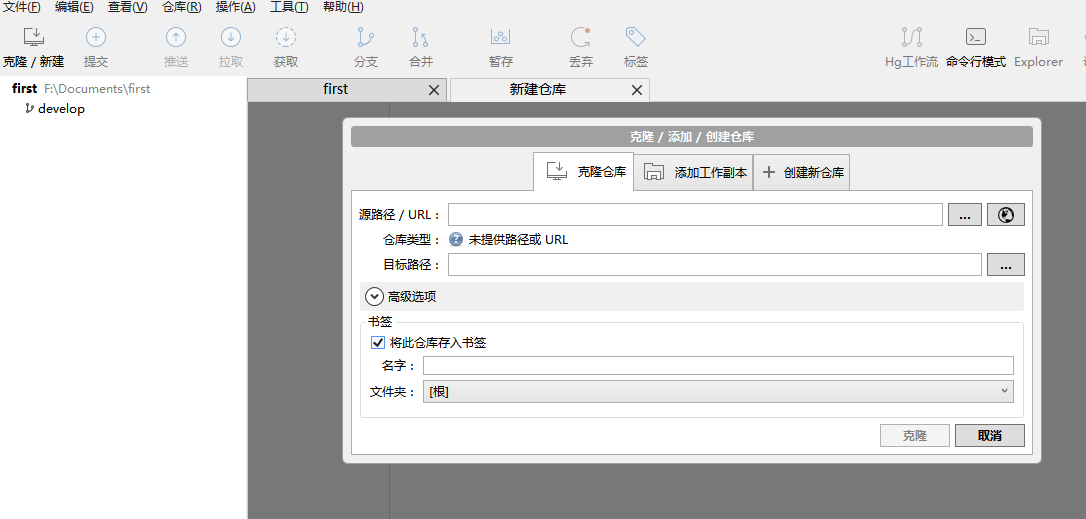 文件(F) 编辑(E) 查看(V) 仓库(R) 操作(A) 工具(T) 帮助(H)
克隆 / 新建 提交 推送 拉取 获取 分支 合并 暂存 丢弃 标签 Hg工作流 命令行模式 Explorer
first F:\Documents\first
develop
first 新建仓库
克隆 / 添加 / 创建仓库
克隆仓库 添加工作副本 创建新仓库
源路径 / URL： ...
仓库类型： 未提供路径或 URL
目标路径： ...
高级选项
书签
将此仓库存入书签
名字：
文件夹： [根]
克隆 取消